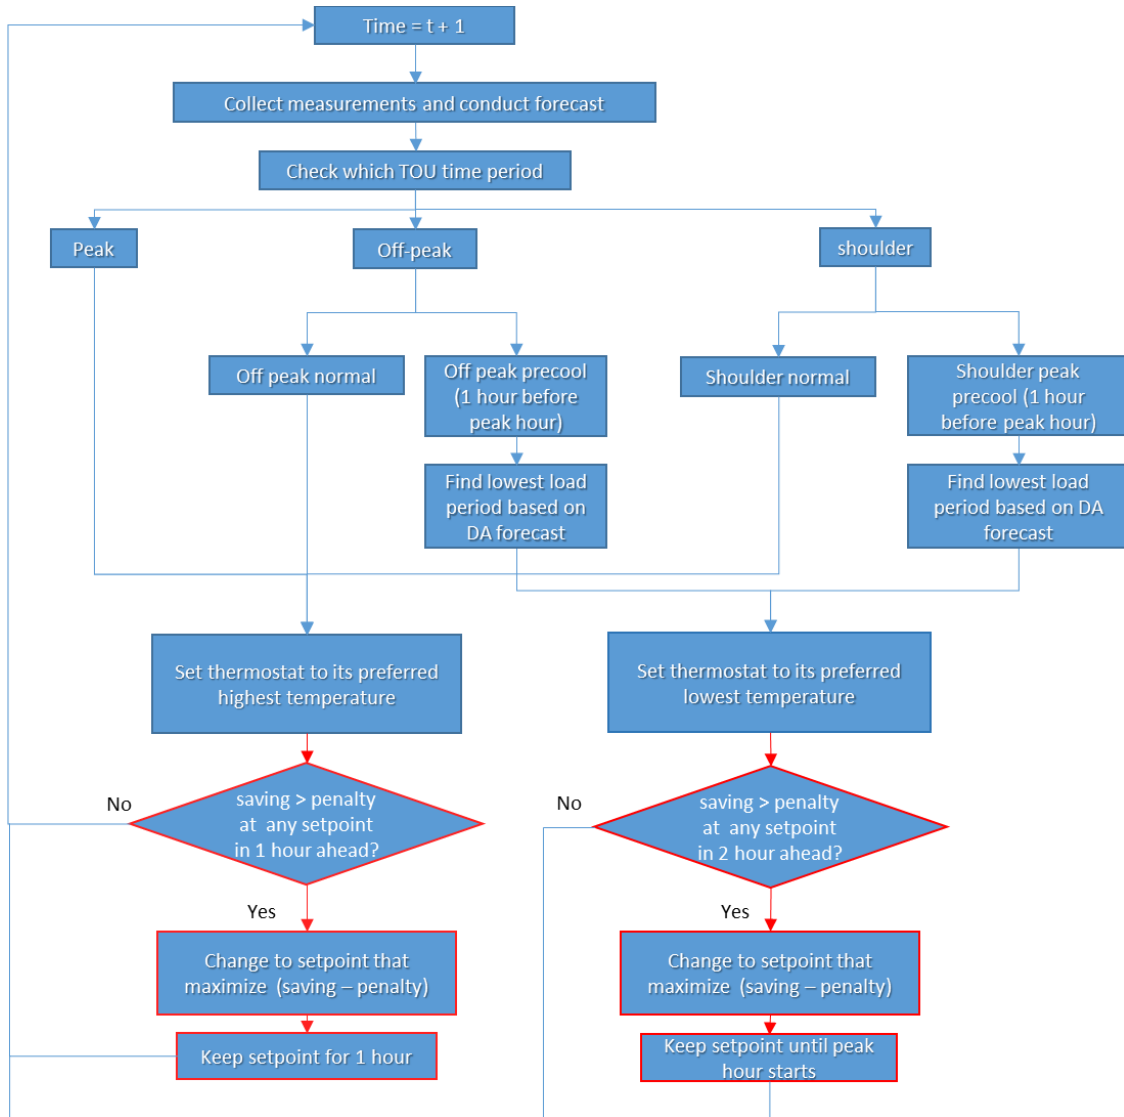 Time = t + 1
Collect measurements and conduct forecast
Check which TOU time period
Peak
Off-peak
shoulder
Off peak normal
Off peak precool
(1 hour before
peak hour)
Shoulder normal
Shoulder peak
precool (1 hour
before peak hour)
Find lowest load
period based on
DA forecast
Find lowest load
period based on DA
forecast
Set thermostat to its preferred
highest temperature
Set thermostat to its preferred
lowest temperature
No
saving > penalty
at any setpoint
in 1 hour ahead?
No
saving > penalty
at any setpoint
in 2 hour ahead?
Yes
Yes
Change to setpoint that
maximize (saving – penalty)
Change to setpoint that
maximize (saving – penalty)
Keep setpoint for 1 hour
Keep setpoint until peak
hour starts